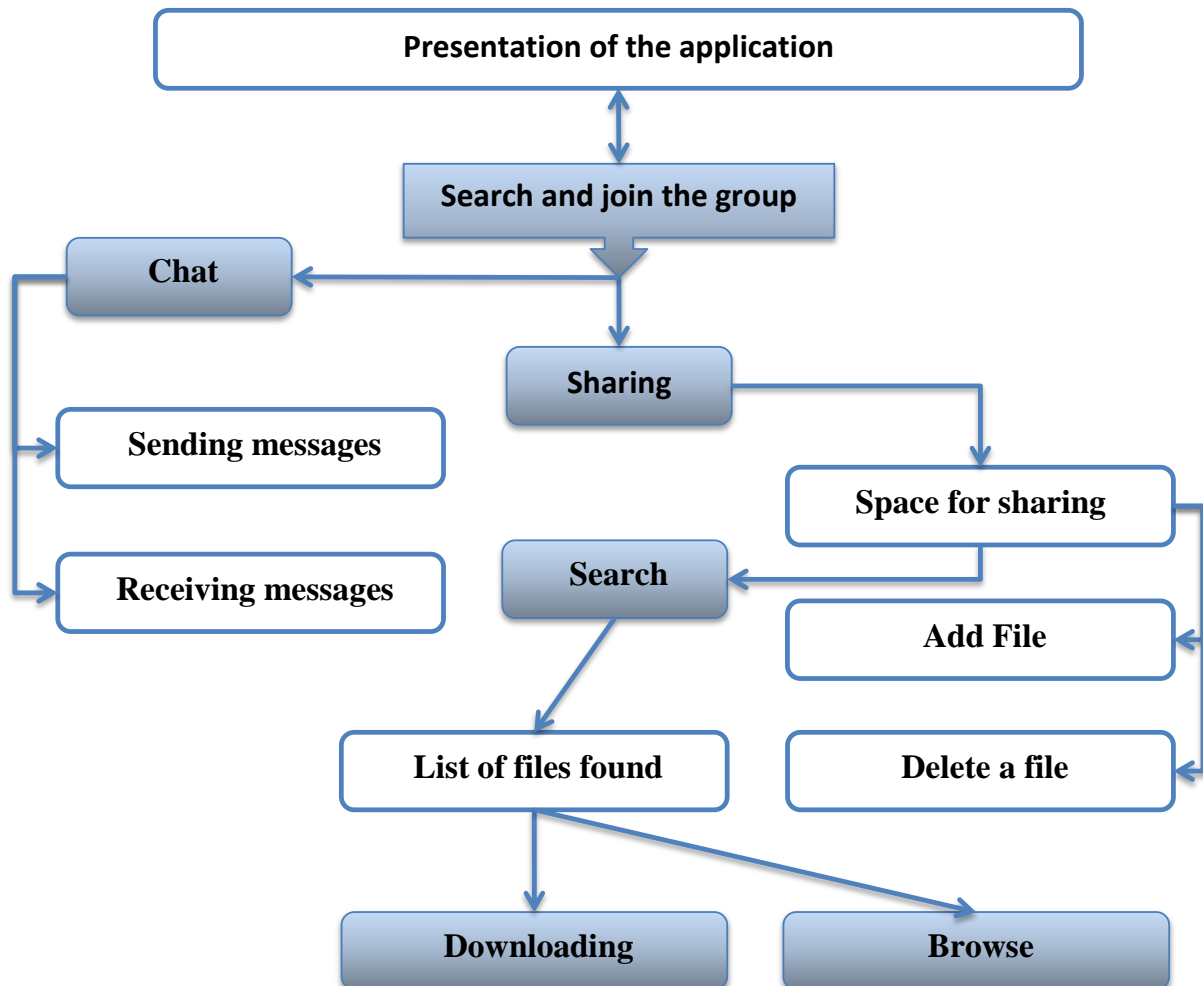 Presentation of the application
Search and join the group
Chat
Sharing
Sending messages
Space for sharing
Search
Receiving messages
Add File
List of files found
Delete a file
Downloading
Browse